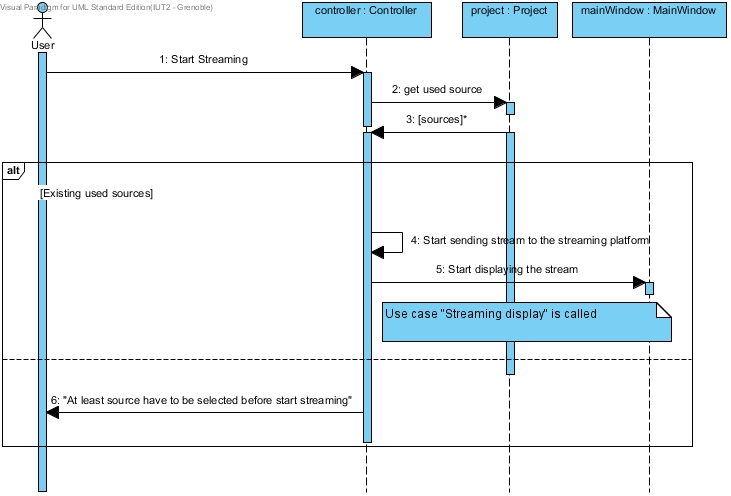 Visual Paradigm for UML Standard Edition(IUT2 - Grenoble)
controller : Controller
project : Project
mainWindow : MainWindow
User
1: Start Streaming
2: get used source
3: [sources]*
alt
[Existing used sources]
4: Start sending stream to the streaming platform
5: Start displaying the stream
Use case "Streaming display" is called
6: "At least source have to be selected before start streaming"